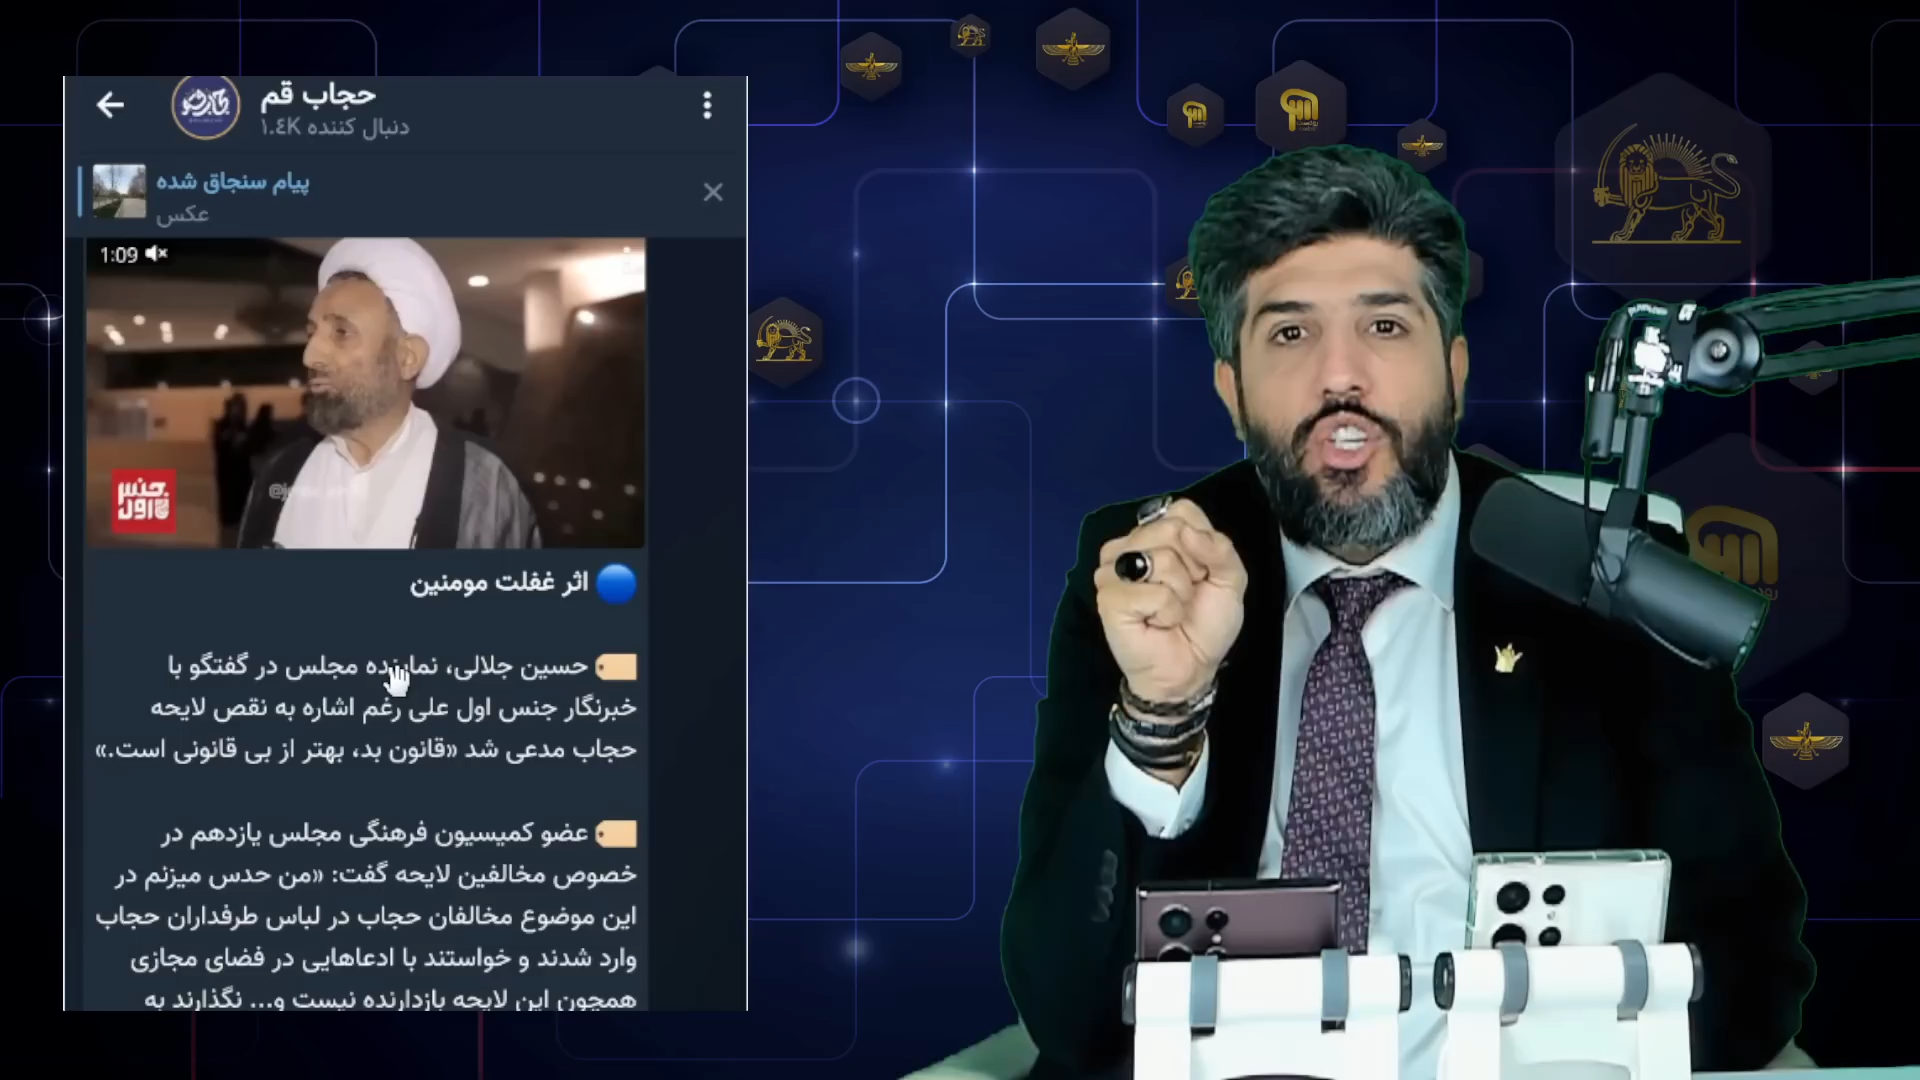 حجاب قم
۱.٤K دنبال کننده
پیام سنجاق شده
عکس
1:09
جنس
اول
اثر غفلت مومنین
حسین جلالی، نماینده مجلس در گفتگو با
خبرنگار جنس اول علی رغم اشاره به نقص لایحه
حجاب مدعی شد «قانون بد، بهتر از بی قانونی است.»
عضو کمیسیون فرهنگی مجلس یازدهم در
خصوص مخالفین لایحه گفت: «من حدس میزنم در
این موضوع مخالفان حجاب در لباس طرفداران حجاب
وارد شدند و خواستند با ادعاهایی در فضای مجازی
همچون این لایحه بازدارنده نیست و... نگذارند به